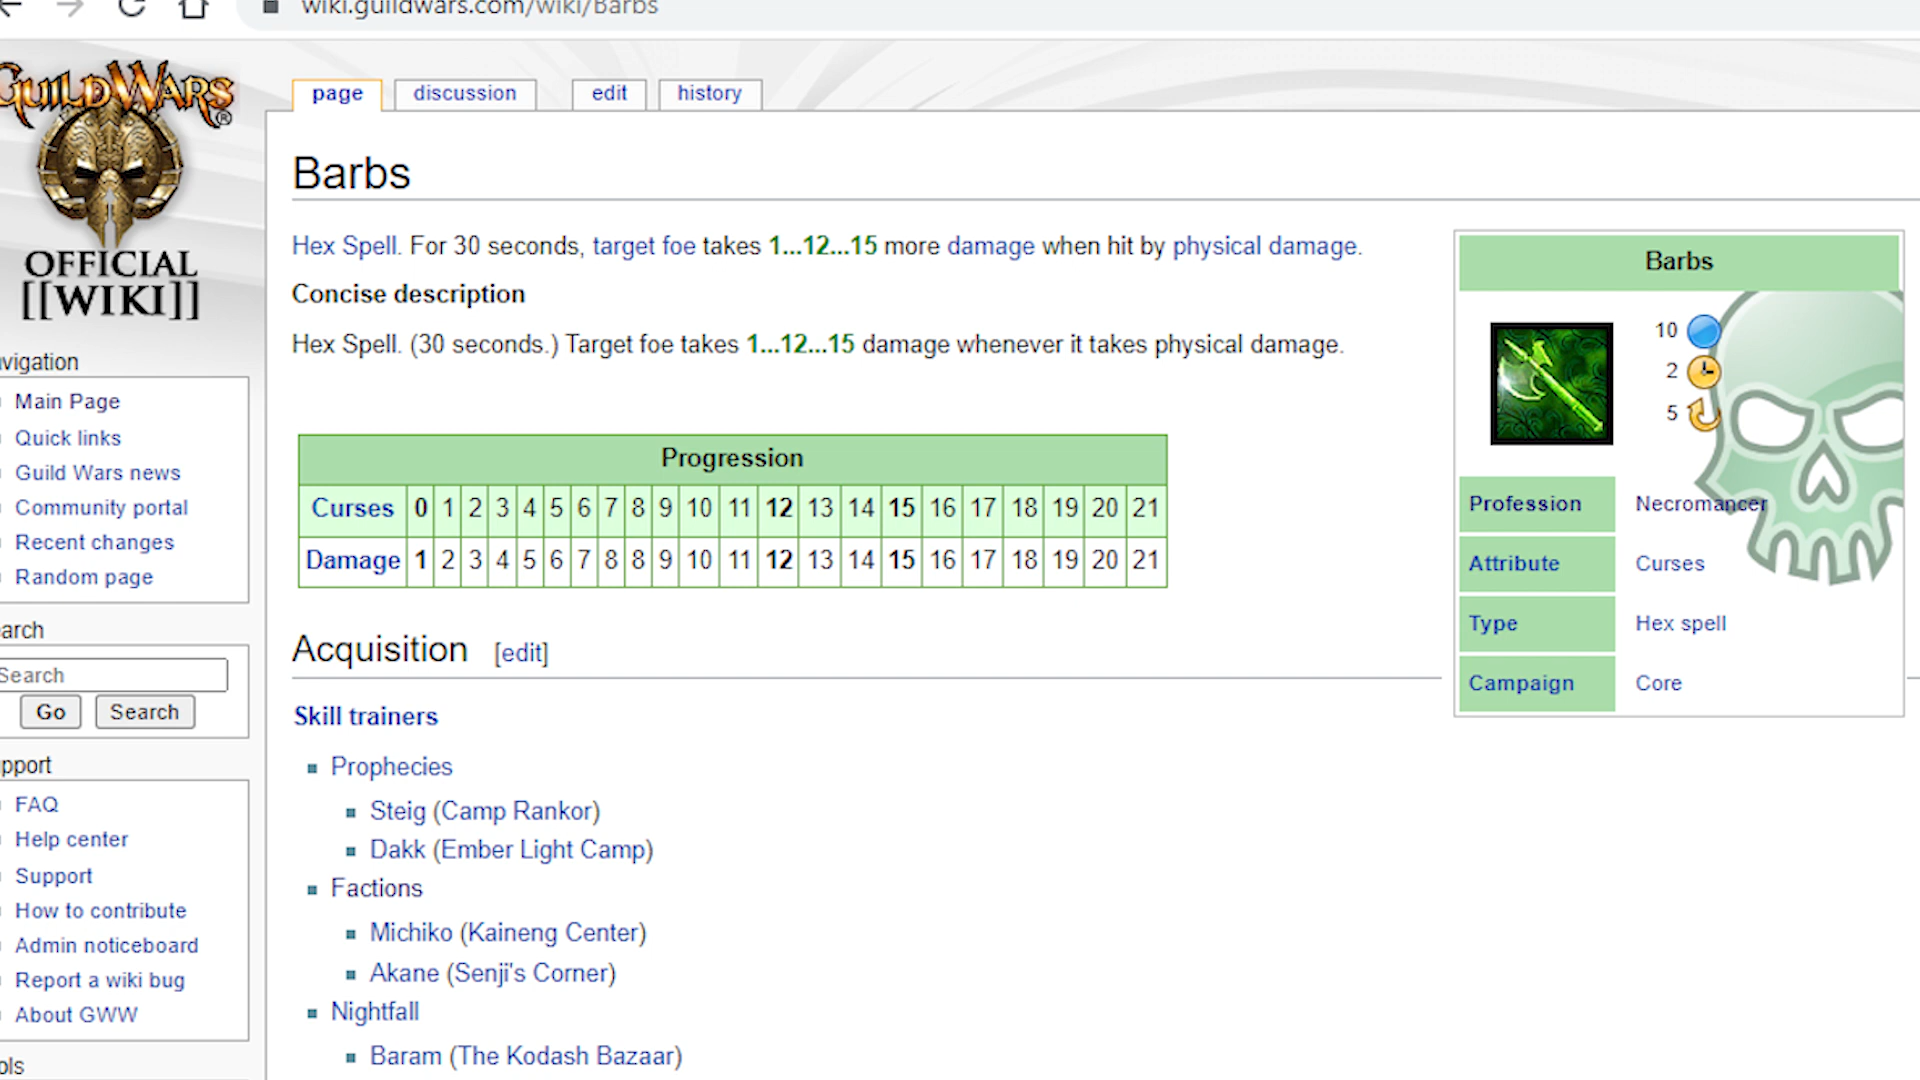 wiki.guildwars.com/wiki/Barbs
GUILDWARS®
OFFICIAL
[[WIKI]]
page discussion edit history
Barbs
Hex Spell. For 30 seconds, target foe takes 1...12...15 more damage when hit by physical damage.
Concise description
Hex Spell. (30 seconds.) Target foe takes 1...12...15 damage whenever it takes physical damage.
Progression
Curses 0 1 2 3 4 5 6 7 8 9 10 11 12 13 14 15 16 17 18 19 20 21
Damage 1 2 3 4 5 6 7 8 8 9 10 11 12 13 14 15 16 17 18 19 20 21
Acquisition [edit]
Skill trainers
Prophecies
Steig (Camp Rankor)
Dakk (Ember Light Camp)
Factions
Michiko (Kaineng Center)
Akane (Senji's Corner)
Nightfall
Baram (The Kodash Bazaar)
Barbs
10
2
5
Profession Necromancer
Attribute Curses
Type Hex spell
Campaign Core
vigation
Main Page
Quick links
Guild Wars news
Community portal
Recent changes
Random page
arch
Search
Go Search
pport
FAQ
Help center
Support
How to contribute
Admin noticeboard
Report a wiki bug
About GWW
ols